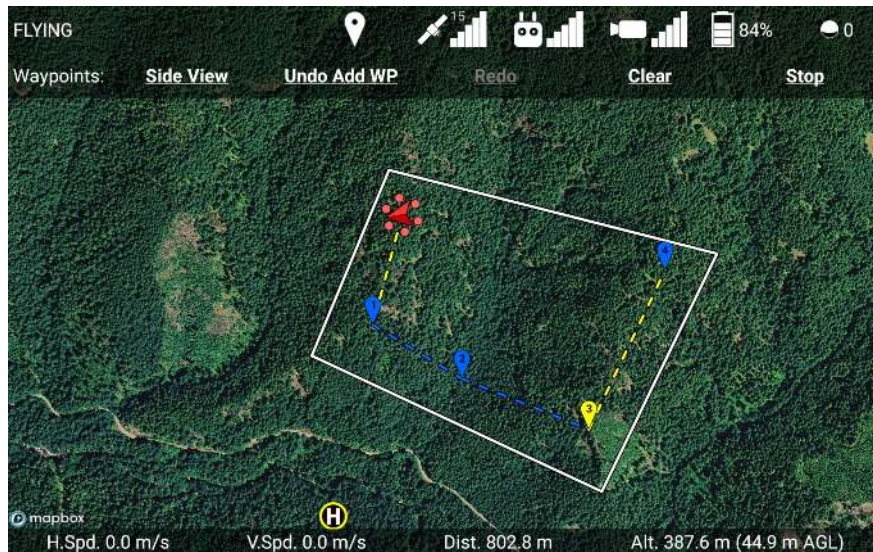 FLYING 15 84% 0
Waypoints: Side View Undo Add WP Redo Clear Stop
4
1
2
3
H
mapbox
H.Spd. 0.0 m/s V.Spd. 0.0 m/s Dist. 802.8 m Alt. 387.6 m (44.9 m AGL)